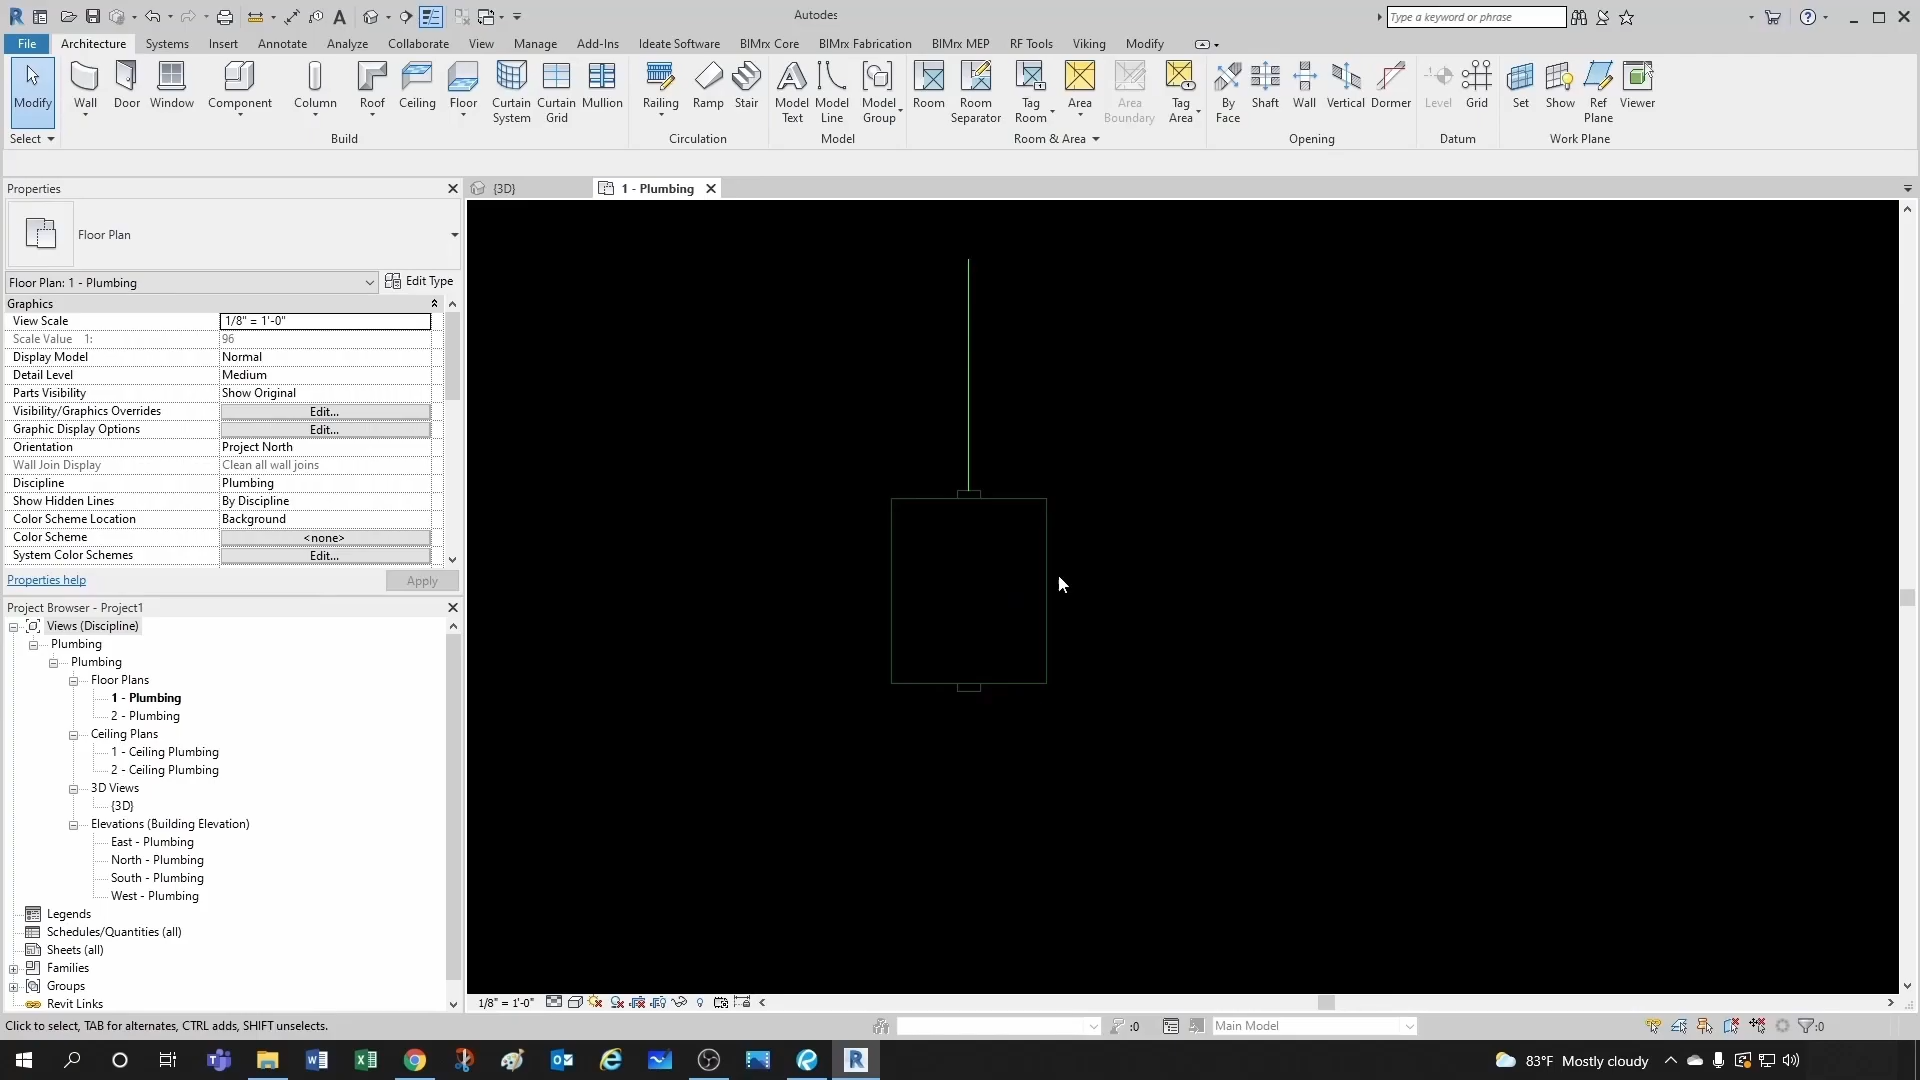 Autodes
Type a keyword or phrase
File Architecture Systems Insert Annotate Analyze Collaborate View Manage Add-Ins Ideate Software BIMrx Core BIMrx Fabrication BIMrx MEP RF Tools Viking Modify
Modify Wall Door Window Component Column Roof Ceiling Floor Curtain System Curtain Grid Mullion Railing Ramp Stair Model Text Model Line Model Group Room Room Separator Tag Room Area Area Boundary Tag Area By Face Shaft Wall Vertical Dormer Level Grid Set Show Ref Plane Viewer
Select Build Circulation Model Room & Area Opening Datum Work Plane
Properties
{3D} 1 - Plumbing
Floor Plan
Floor Plan: 1 - Plumbing Edit Type
Graphics
View Scale 1/8" = 1'-0"
Scale Value 1: 96
Display Model Normal
Detail Level Medium
Parts Visibility Show Original
Visibility/Graphics Overrides Edit...
Graphic Display Options Edit...
Orientation Project North
Wall Join Display Clean all wall joins
Discipline Plumbing
Show Hidden Lines By Discipline
Color Scheme Location Background
Color Scheme <none>
System Color Schemes Edit...
Properties help Apply
Project Browser - Project1
Views (Discipline)
Plumbing
Plumbing
Floor Plans
1 - Plumbing
2 - Plumbing
Ceiling Plans
1 - Ceiling Plumbing
2 - Ceiling Plumbing
3D Views
{3D}
Elevations (Building Elevation)
East - Plumbing
North - Plumbing
South - Plumbing
West - Plumbing
Legends
Schedules/Quantities (all)
Sheets (all)
Families
Groups
Revit Links
1/8" = 1'-0"
Click to select, TAB for alternates, CTRL adds, SHIFT unselects. :0 Main Model :0
83°F Mostly cloudy